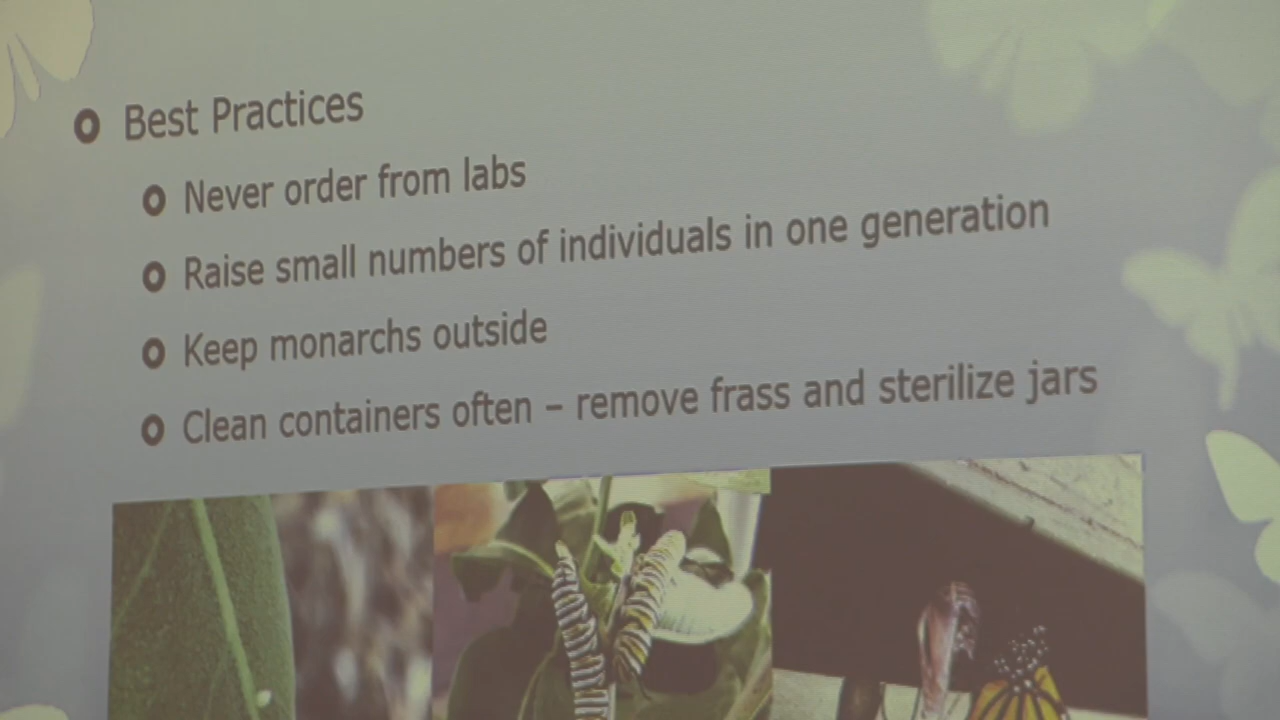 Best Practices
Never order from labs
Raise small numbers of individuals in one generation
Keep monarchs outside
Clean containers often – remove frass and sterilize jars